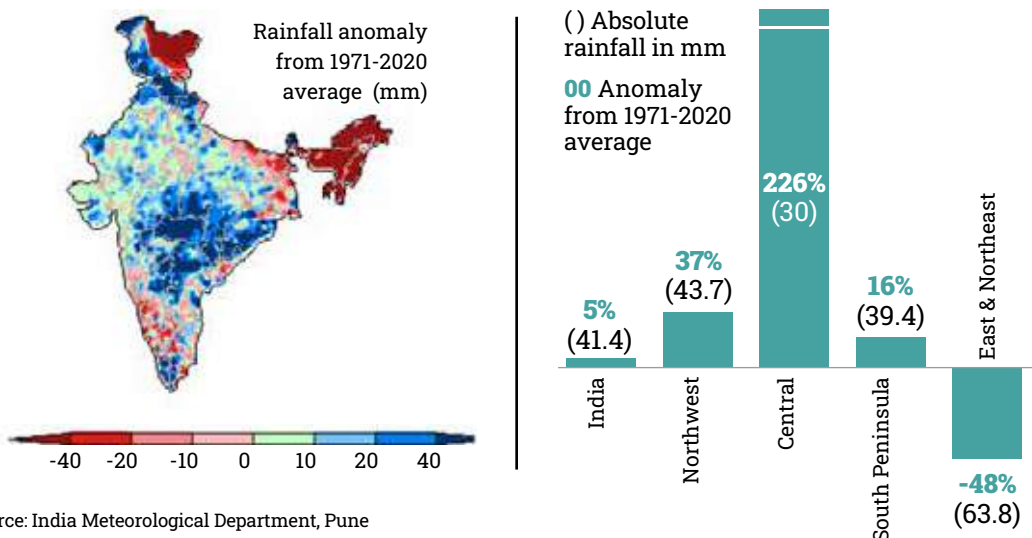 Rainfall anomaly
from 1971-2020
average (mm)
-40 -20 -10 0 10 20 40
rce: India Meteorological Department, Pune
( ) Absolute
rainfall in mm
00 Anomaly
from 1971-2020
average
5%
(41.4)
India
37%
(43.7)
Northwest
226%
(30)
Central
16%
(39.4)
South Peninsula
East & Northeast
-48%
(63.8)